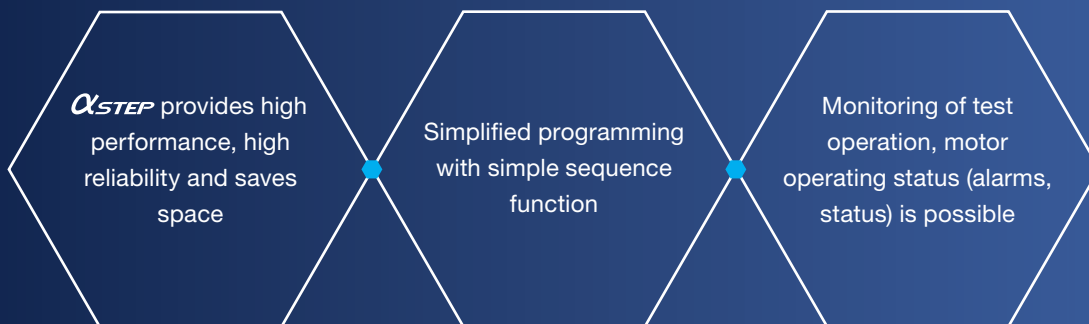 αSTEP provides high
performance, high
reliability and saves
space
Simplified programming
with simple sequence
function
Monitoring of test
operation, motor
operating status (alarms,
status) is possible